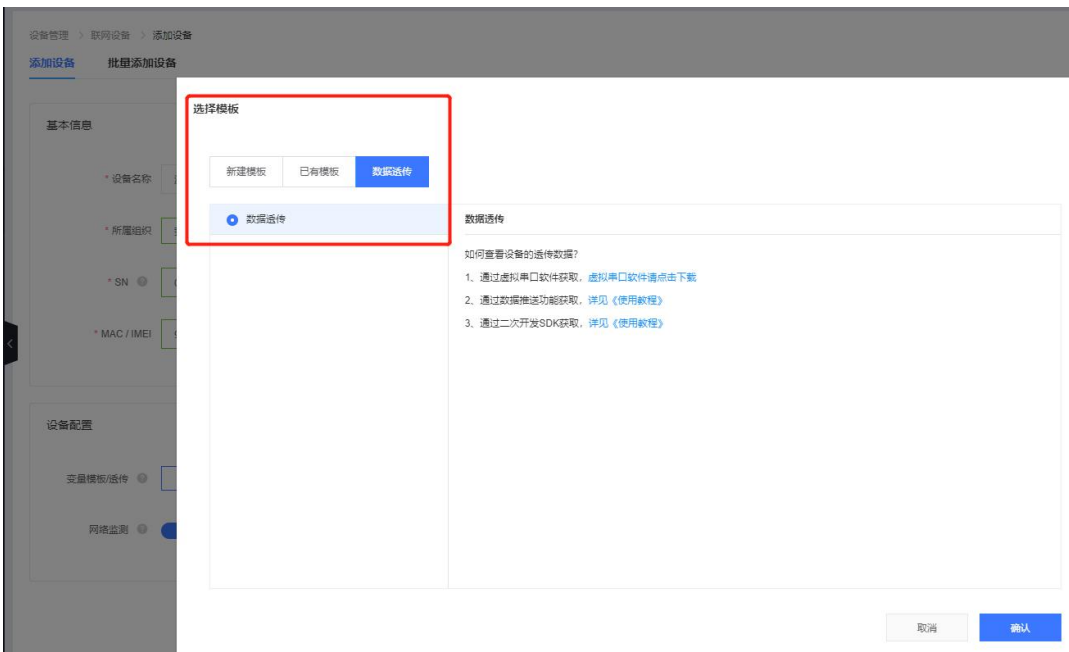 设备管理 > 联网设备 > 添加设备
添加设备 批量添加设备
基本信息
* 设备名称
* 所属组织
* SN
* MAC / IMEI
设备配置
变量模板/透传
网络监测
选择模板
新建模板 已有模板 数据透传
数据透传
数据透传
如何查看设备的透传数据?
1、通过虚拟串口软件获取，虚拟串口软件请点击下载
2、通过数据推送功能获取，详见《使用教程》
3、通过二次开发SDK获取，详见《使用教程》
取消 确认